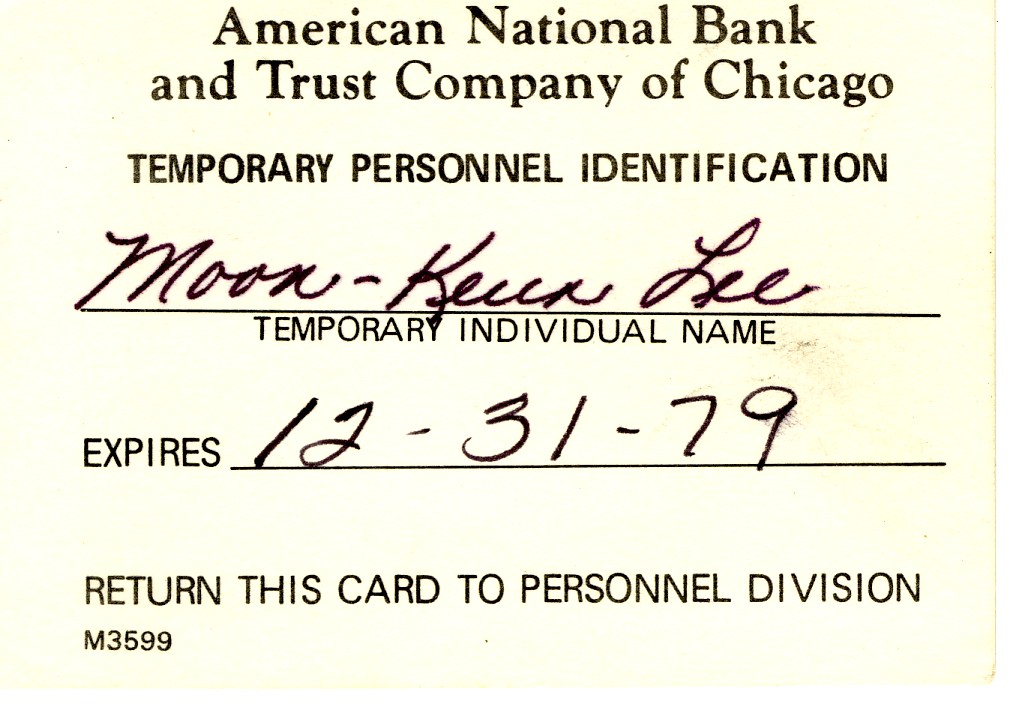 American National Bank
and Trust Company of Chicago
TEMPORARY PERSONNEL IDENTIFICATION
Moon-Keun Lee
TEMPORARY INDIVIDUAL NAME
EXPIRES 12-31-79
RETURN THIS CARD TO PERSONNEL DIVISION
M3599